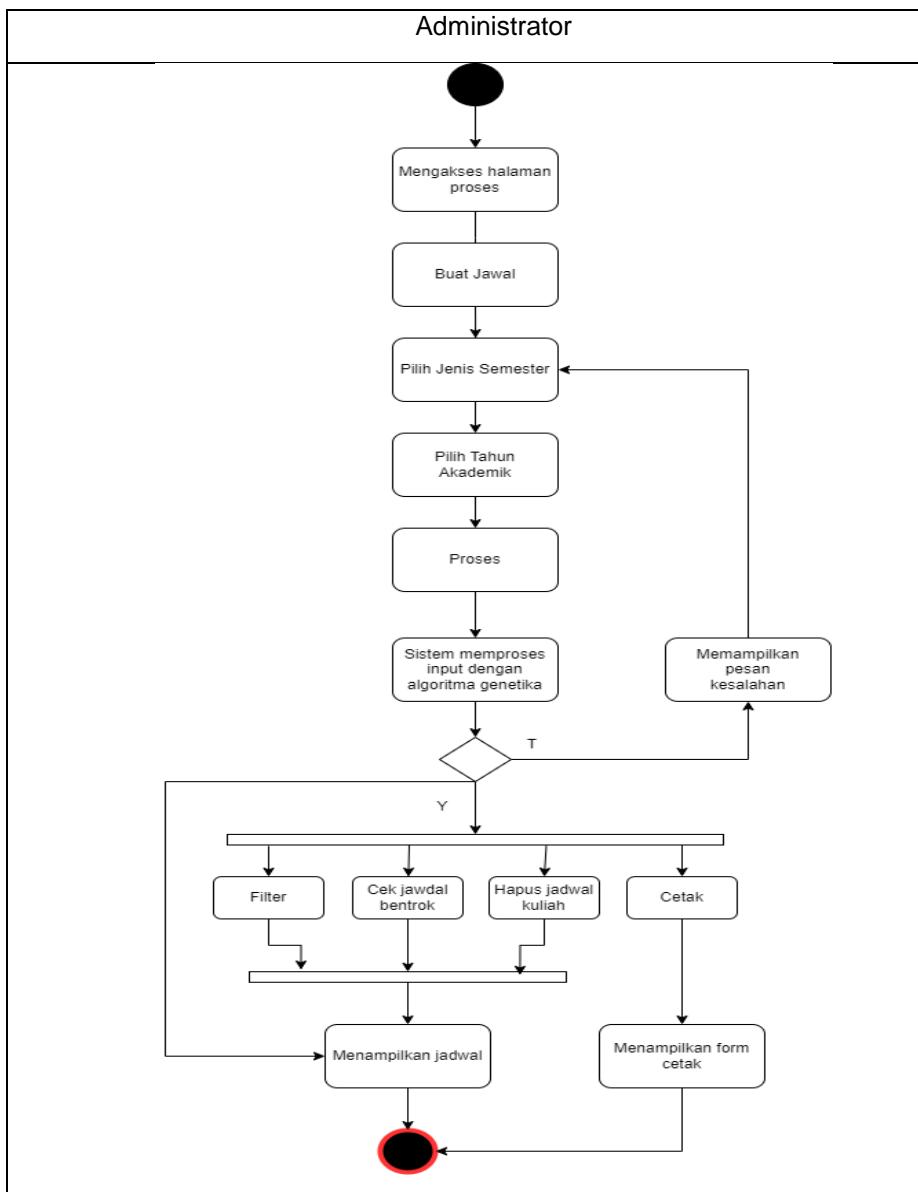 Administrator
Mengakses halaman
proses
Buat Jawal
Pilih Jenis Semester
Pilih Tahun
Akademik
Proses
Sistem memproses
input dengan
algoritma genetika
Memampilkan
pesan
kesalahan
T
Y
Filter
Cek jawdal
bentrok
Hapus jadwal
kuliah
Cetak
Menampilkan jadwal
Menampilkan form
cetak